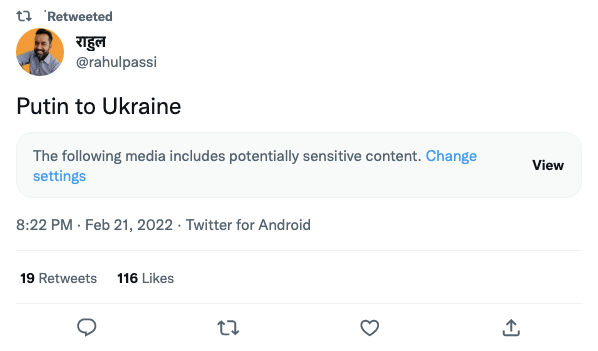 Retweeted
राहुल
@rahulpassi
Putin to Ukraine
The following media includes potentially sensitive content. Change
settings
View
8:22 PM · Feb 21, 2022 · Twitter for Android
19 Retweets 116 Likes